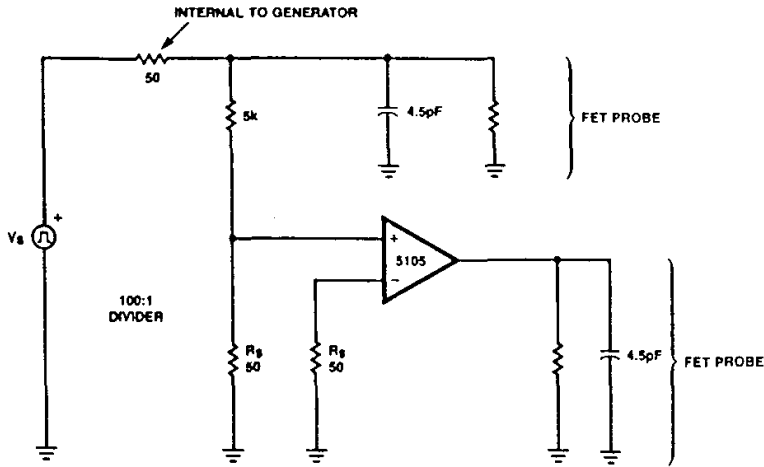 INTERNAL TO GENERATOR
50
5k
4.5pF
FET PROBE
Vs
+
+
5105
−
100:1
DIVIDER
Rs
50
Rs
50
4.5pF
FET PROBE